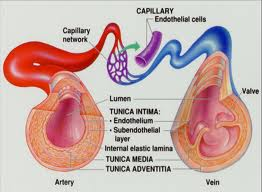 CAPILLARY
Endothelial cells
Capillary
network
Valve
Lumen
TUNICA INTIMA:
• Endothelium
• Subendothelial
layer
Internal elastic lamina
TUNICA MEDIA
TUNICA ADVENTITIA
Artery
Vein